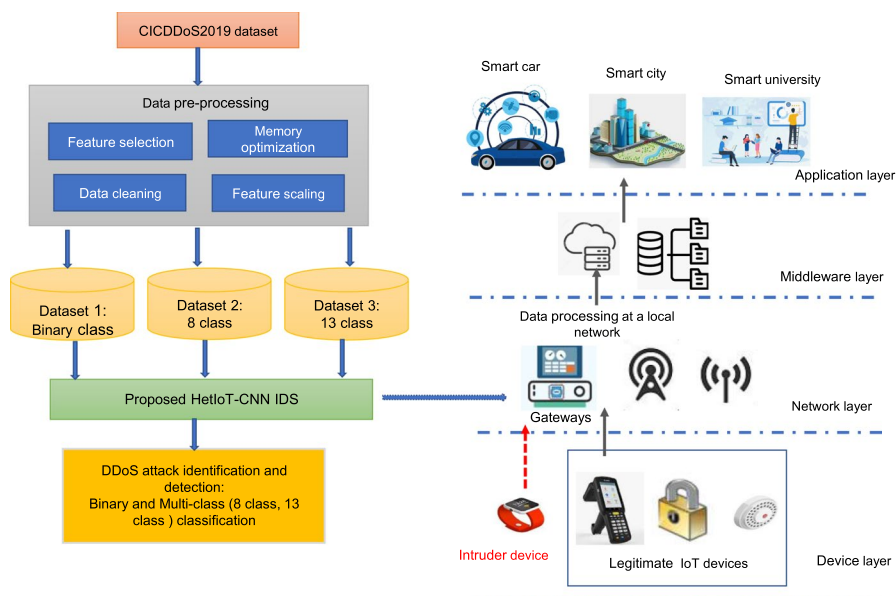 CICDDoS2019 dataset
Data pre-processing
Feature selection
Memory
optimization
Data cleaning
Feature scaling
Dataset 1:
Binary class
Dataset 2:
8 class
Dataset 3:
13 class
Proposed HetIoT-CNN IDS
DDoS attack identification and
detection:
Binary and Multi-class (8 class, 13
class ) classification
Smart car
Smart city
Smart university
Application layer
Middleware layer
Data processing at a local
network
Gateways
Network layer
Intruder device
Legitimate IoT devices
Device layer